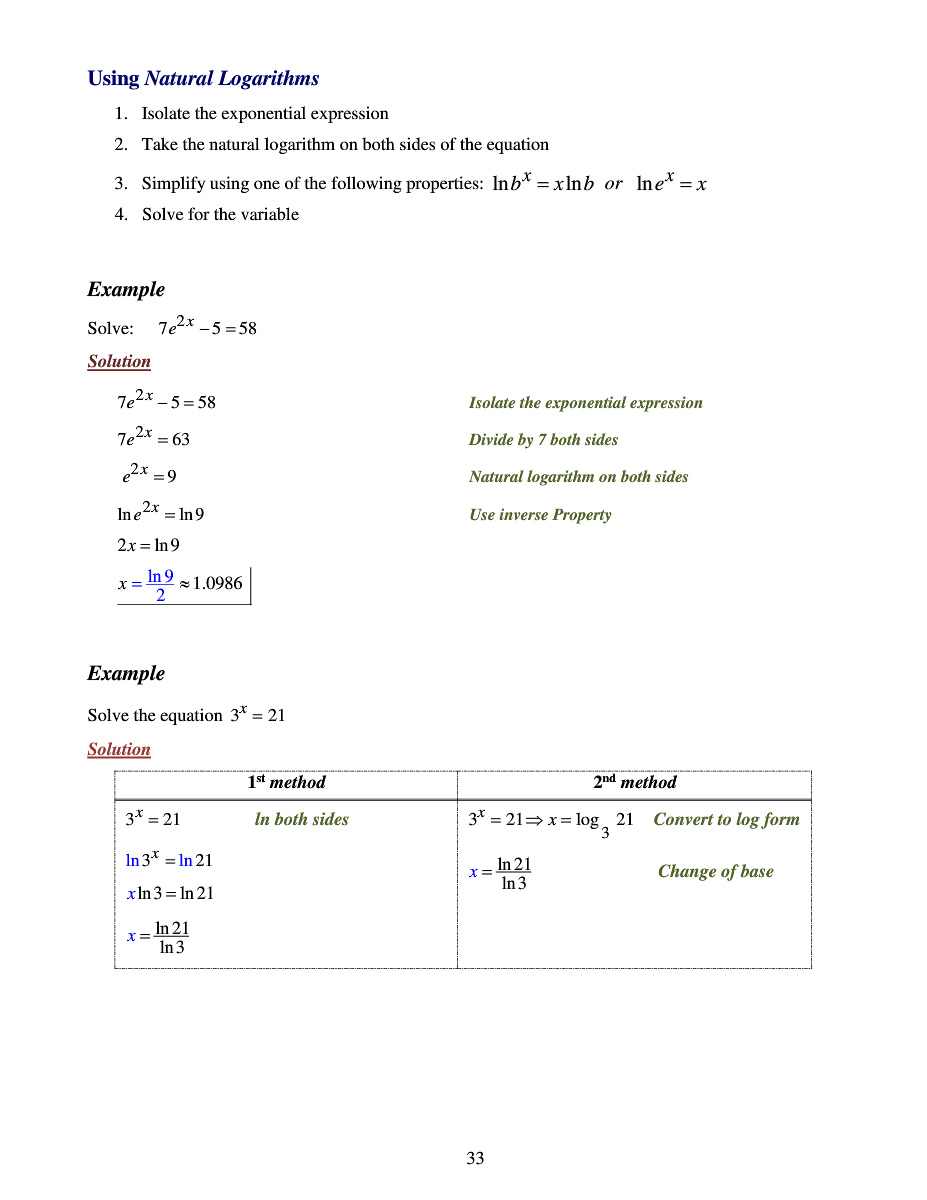 Using Natural Logarithms
1. Isolate the exponential expression
2. Take the natural logarithm on both sides of the equation
3. Simplify using one of the following properties: ln b^x = x ln b or ln e^x = x
4. Solve for the variable
Example
Solve: 7e^{2x} − 5 = 58
Solution
7e^{2x} − 5 = 58 Isolate the exponential expression
7e^{2x} = 63 Divide by 7 both sides
e^{2x} = 9 Natural logarithm on both sides
ln e^{2x} = ln 9 Use inverse Property
2x = ln 9
x = \frac{ln 9}{2} ≈ 1.0986
Example
Solve the equation 3^x = 21
Solution
1st method 2nd method
3^x = 21 ln both sides 3^x = 21 ⇒ x = log_3 21 Convert to log form
ln 3^x = ln 21
x = \frac{ln 21}{ln 3} Change of base
x ln 3 = ln 21
x = \frac{ln 21}{ln 3}
33